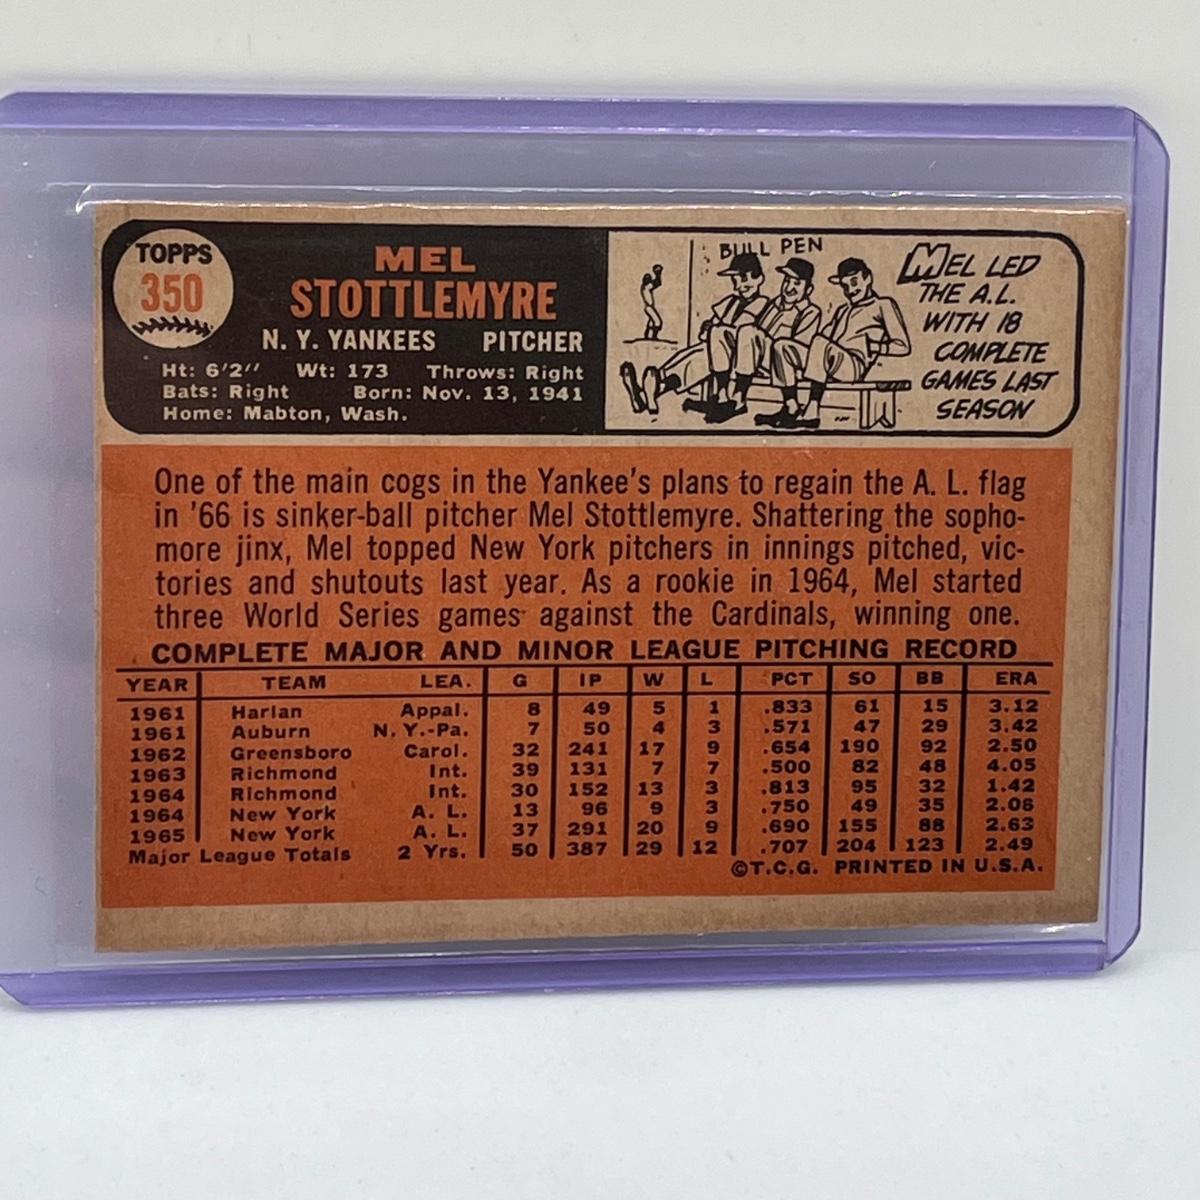 TOPPS
350
MEL
STOTTLEMYRE
N. Y. YANKEES PITCHER
Ht: 6'2" Wt: 173 Throws: Right
Bats: Right Born: Nov. 13, 1941
Home: Mabton, Wash.
BULL PEN
MEL LED
THE A.L.
WITH 18
COMPLETE
GAMES LAST
SEASON
One of the main cogs in the Yankee's plans to regain the A. L. flag
in '66 is sinker-ball pitcher Mel Stottlemyre. Shattering the sopho-
more jinx, Mel topped New York pitchers in innings pitched, vic-
tories and shutouts last year. As a rookie in 1964, Mel started
three World Series games against the Cardinals, winning one.
COMPLETE MAJOR AND MINOR LEAGUE PITCHING RECORD
YEAR TEAM LEA. G IP W L PCT SO BB ERA
1961 Harlan Appal. 8 49 5 1 .833 61 15 3.12
1961 Auburn N. Y.-Pa. 7 50 4 3 .571 47 29 3.42
1962 Greensboro Carol. 32 241 17 9 .654 190 92 2.50
1963 Richmond Int. 39 131 7 7 .500 82 48 4.05
1964 Richmond Int. 30 152 13 3 .813 95 32 1.42
1964 New York A. L. 13 96 9 3 .750 49 35 2.06
1965 New York A. L. 37 291 20 9 .690 155 88 2.63
Major League Totals 2 Yrs. 50 387 29 12 .707 204 123 2.49
©T.C.G. PRINTED IN U.S.A.